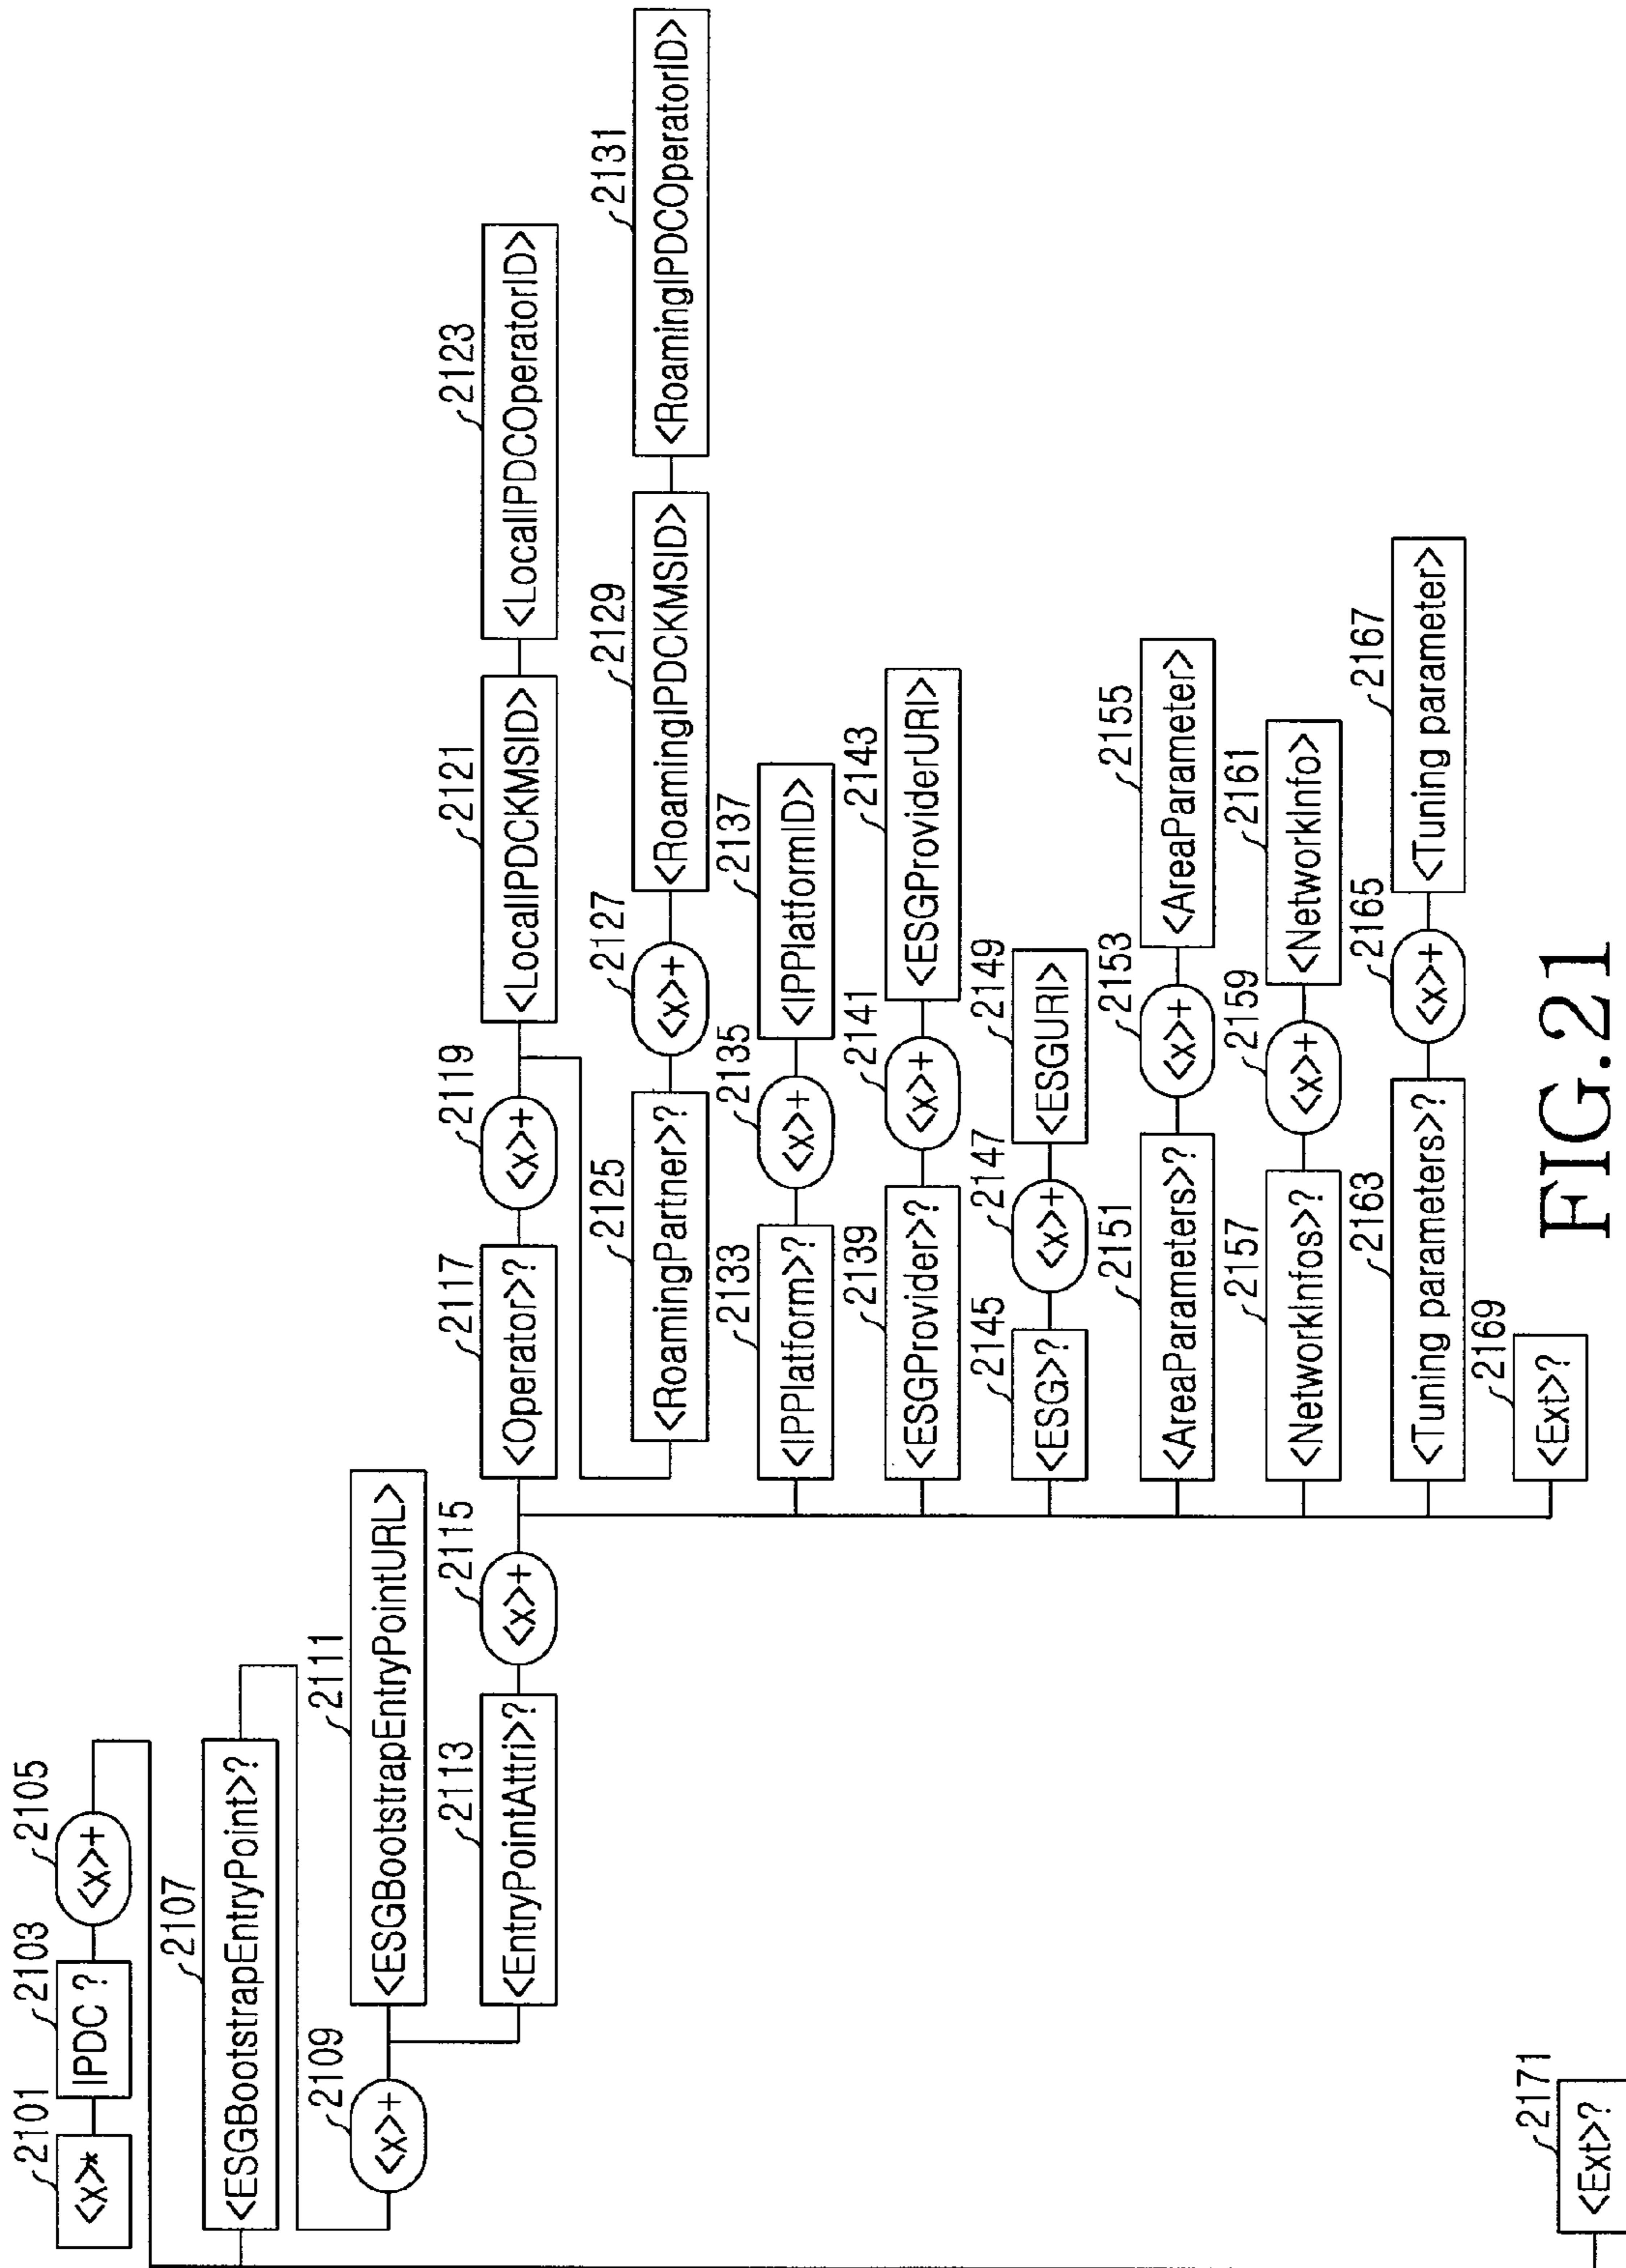 2101
<x>*
2103
IPDC ?
2105
<x>+
2107
<ESGBootstrapEntryPoint>?
2109
<x>+
2111
<ESGBootstrapEntryPointURL>
2113
<EntryPointAttri>?
2115
<x>+
2117
<Operator>?
2119
<x>+
2121
<LocalIPDCKMSID>
2123
<LocalIPDCOperatorID>
2125
<RoamingPartner>?
2127
<x>+
2129
<RoamingIPDCKMSID>
2131
<RoamingIPDCOperatorID>
2133
<IPPlatform>?
2135
<x>+
2137
<IPPlatformID>
2139
<ESGProvider>?
2141
<x>+
2143
<ESGProviderURI>
2145
<ESG>?
2147
<x>+
2149
<ESGURI>
2151
<AreaParameters>?
2153
<x>+
2155
<AreaParameter>
2157
<NetworkInfos>?
2159
<x>+
2161
<NetworkInfo>
2163
<Tuning parameters>?
2165
<x>+
2167
<Tuning parameter>
2169
<Ext>?
2171
<Ext>?
FIG.21